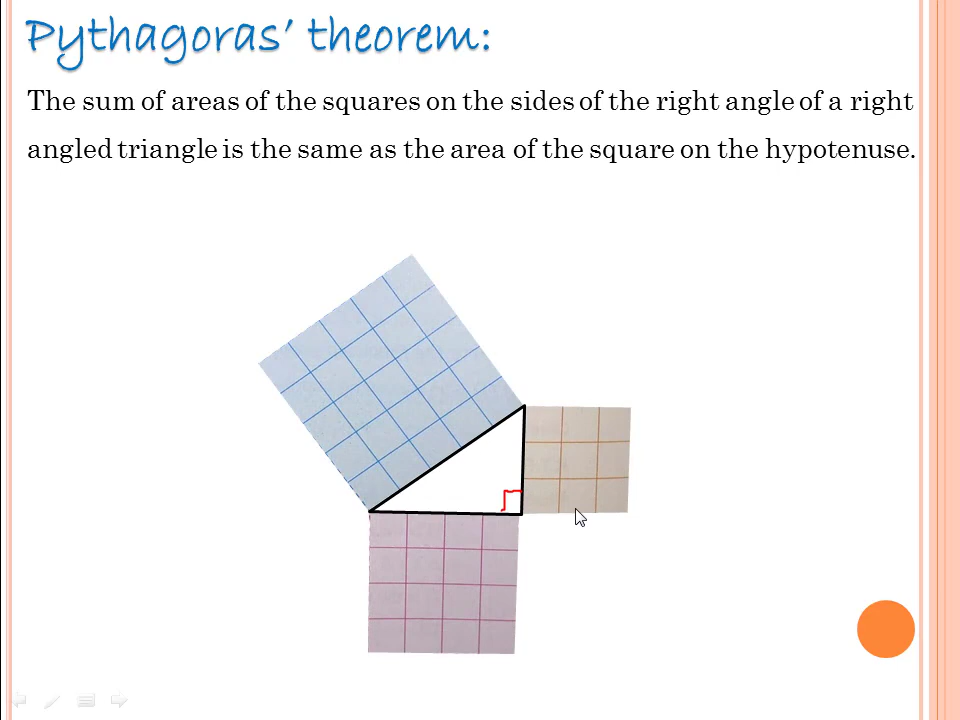 Pythagoras’ theorem:
The sum of areas of the squares on the sides of the right angle of a right
angled triangle is the same as the area of the square on the hypotenuse.